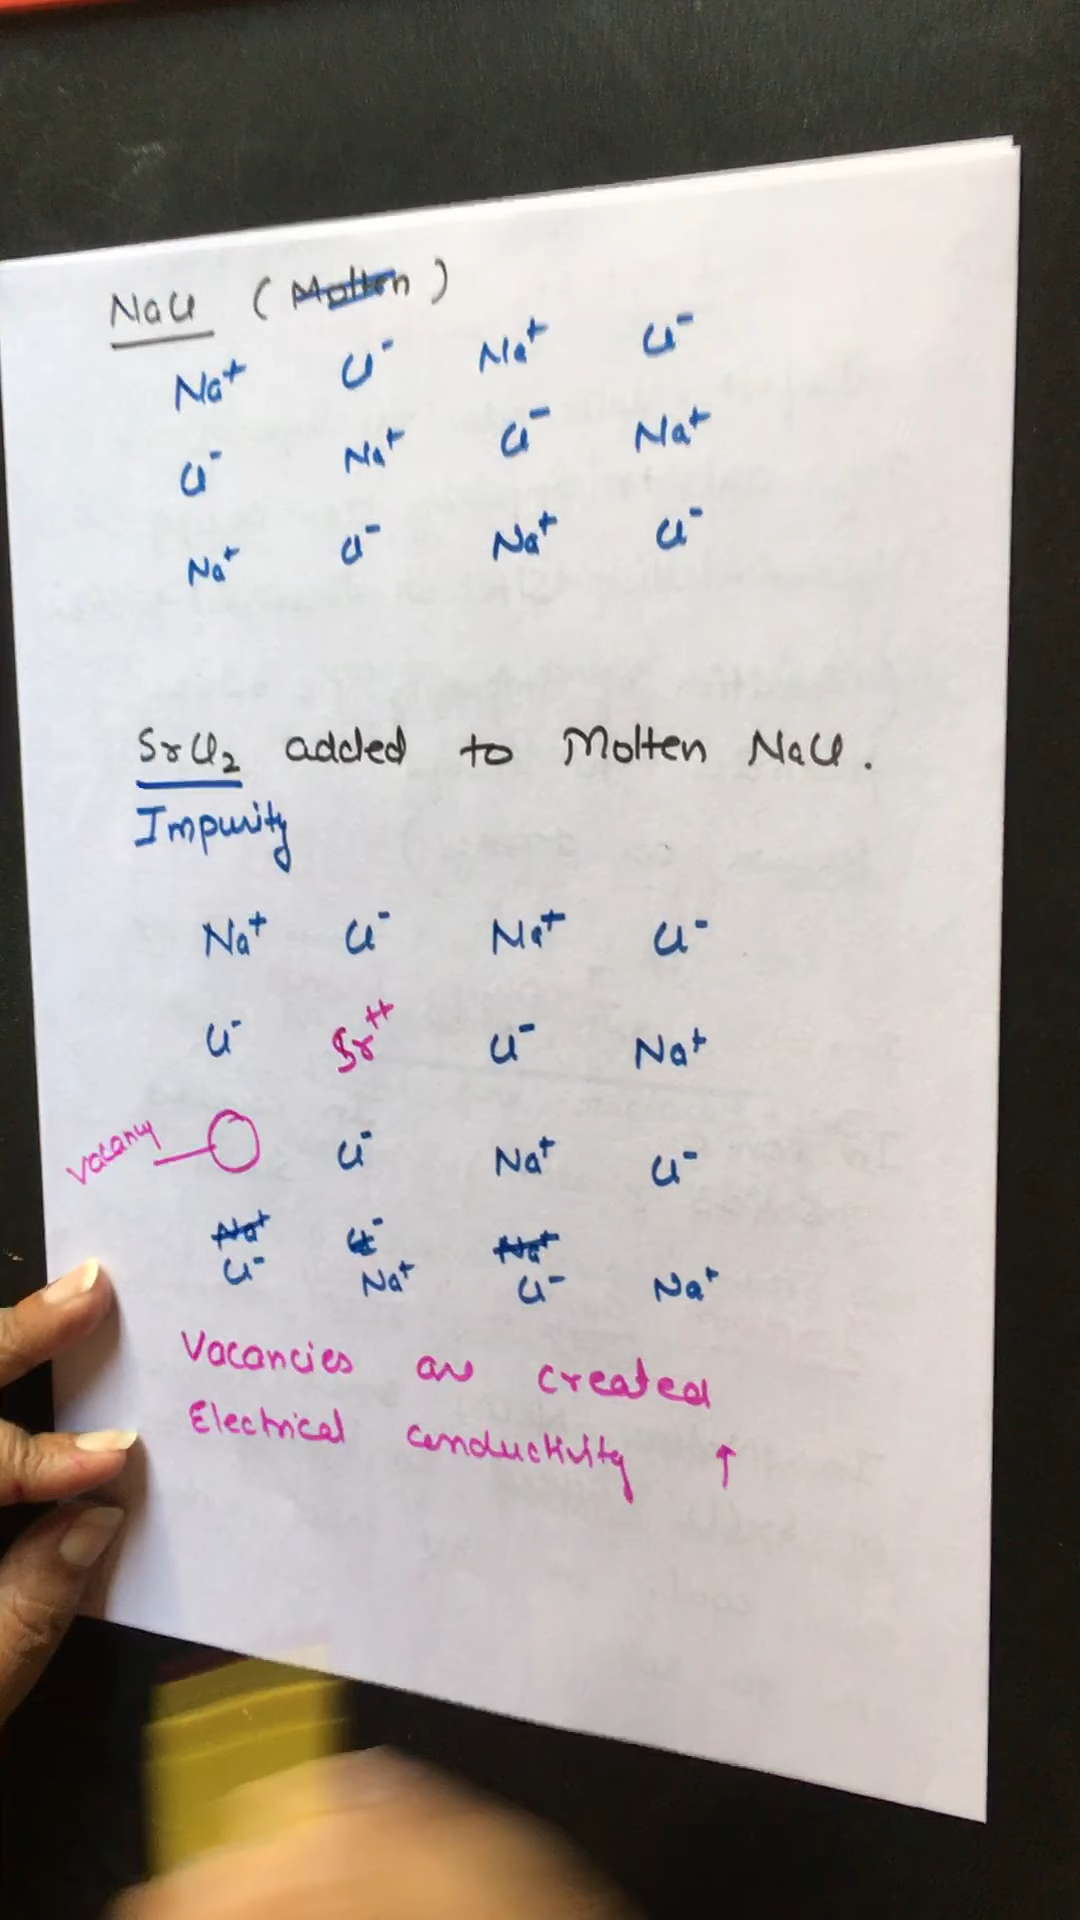 NaCl (Molten)
Na⁺ Cl⁻ Na⁺ Cl⁻
Cl⁻ Na⁺ Cl⁻ Na⁺
Na⁺ Cl⁻ Na⁺ Cl⁻
SrCl₂ added to Molten NaCl.
Impurity
Na⁺ Cl⁻ Na⁺ Cl⁻
Cl⁻ Sr⁺⁺ Cl⁻ Na⁺
vacancy Cl⁻ Na⁺ Cl⁻
Na⁺ Cl⁻ Na⁺
Cl⁻ Na⁺ Cl⁻ Na⁺
Vacancies are created
Electrical conductivity ↑